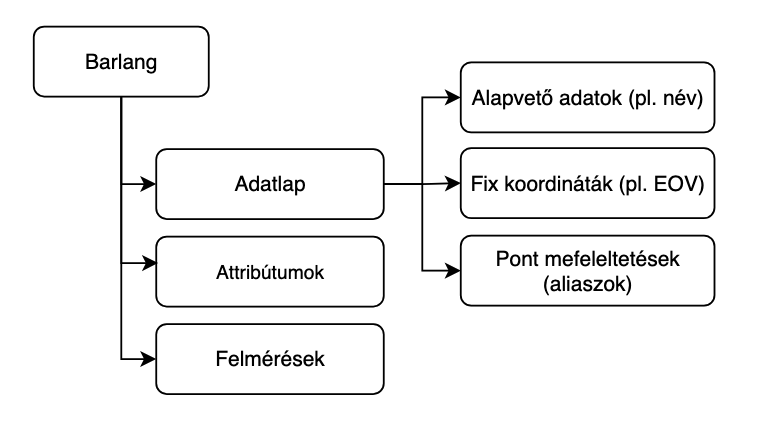 Barlang
Adatlap
Attribútumok
Felmérések
Alapvető adatok (pl. név)
Fix koordináták (pl. EOV)
Pont mefeleltetések
(aliaszok)